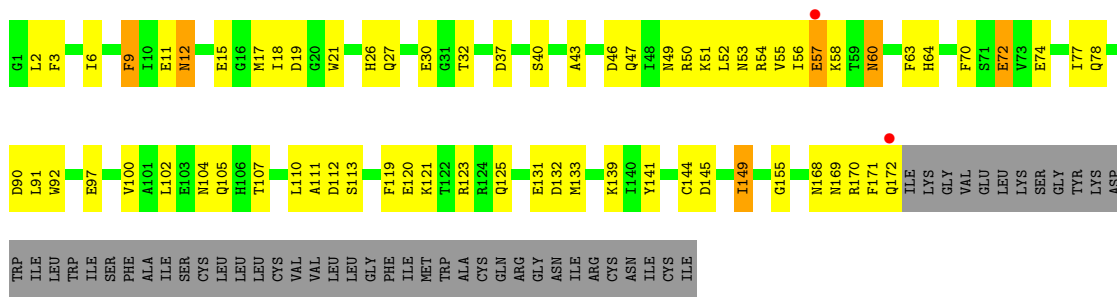 G1 L2 F3 I6 F9 I10 E11 N12 E15 G16 M17 I18 D19 G20 W21 H26 Q27 E30 G31 T32 D37 S40 A43 D46 Q47 I48 N49 R50 K51 L52 N53 R54 V55 I56 E57 K58 T59 N60 F63 H64 F70 S71 E72 V73 E74 I77 Q78
D90 L91 W92 E97 V100 A101 L102 E103 N104 Q105 H106 T107 L110 A111 D112 S113 F119 E120 K121 T122 R123 R124 Q125 E131 D132 M133 K139 I140 Y141 C144 D145 I149 G155 N168 N169 R170 F171 Q172 ILE LYS GLY VAL GLU LEU LYS SER GLY TYR LYS ASP
TRP ILE LEU TRP ILE SER PHE ALA ILE SER CYS LEU LEU LEU CYS VAL VAL LEU LEU GLY PHE ILE MET TRP ALA CYS GLN ARG GLY ASN ILE ARG CYS ASN ILE CYS ILE